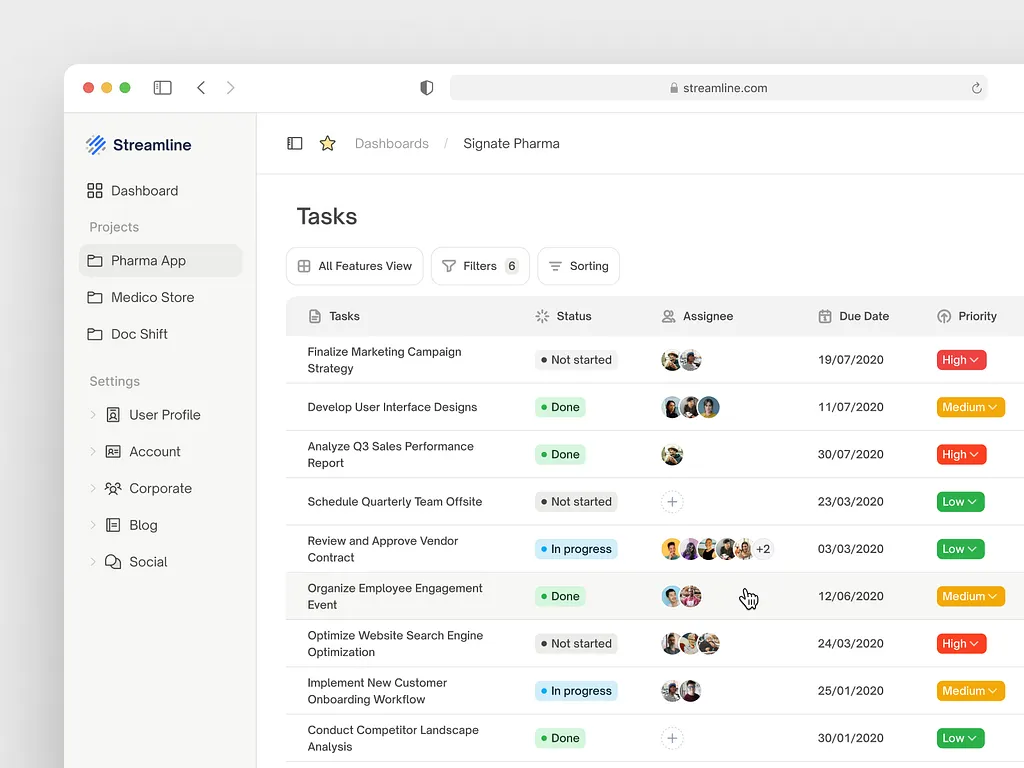 streamline.com
Streamline
Dashboards / Signate Pharma
Dashboard
Projects
Pharma App
Medico Store
Doc Shift
Settings
User Profile
Account
Corporate
Blog
Social
Tasks
All Features View
Filters 6
Sorting
Tasks Status Assignee Due Date Priority
Finalize Marketing Campaign
Strategy
Not started 19/07/2020 High
Develop User Interface Designs Done 11/07/2020 Medium
Analyze Q3 Sales Performance
Report
Done 30/07/2020 High
Schedule Quarterly Team Offsite Not started 23/03/2020 Low
Review and Approve Vendor
Contract
In progress +2 03/03/2020 Low
Organize Employee Engagement
Event
Done 12/06/2020 Medium
Optimize Website Search Engine
Optimization
Not started 24/03/2020 High
Implement New Customer
Onboarding Workflow
In progress 25/01/2020 Medium
Conduct Competitor Landscape
Analysis
Done 30/01/2020 Low